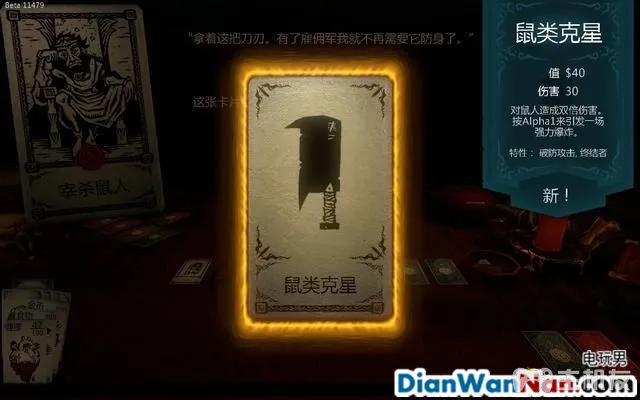 Beta 11479
“拿着这把刀刃。有了雇佣军我就不再需要它防身了。”
这张卡片
宰杀鼠人
鼠类克星
鼠类克星
值 $40
伤害 30
对鼠人造成双倍伤害。
按Alpha1来引发一场
强力爆炸。
特性： 破防攻击, 终结者
新！
金币
电玩男
DianWanNan.com